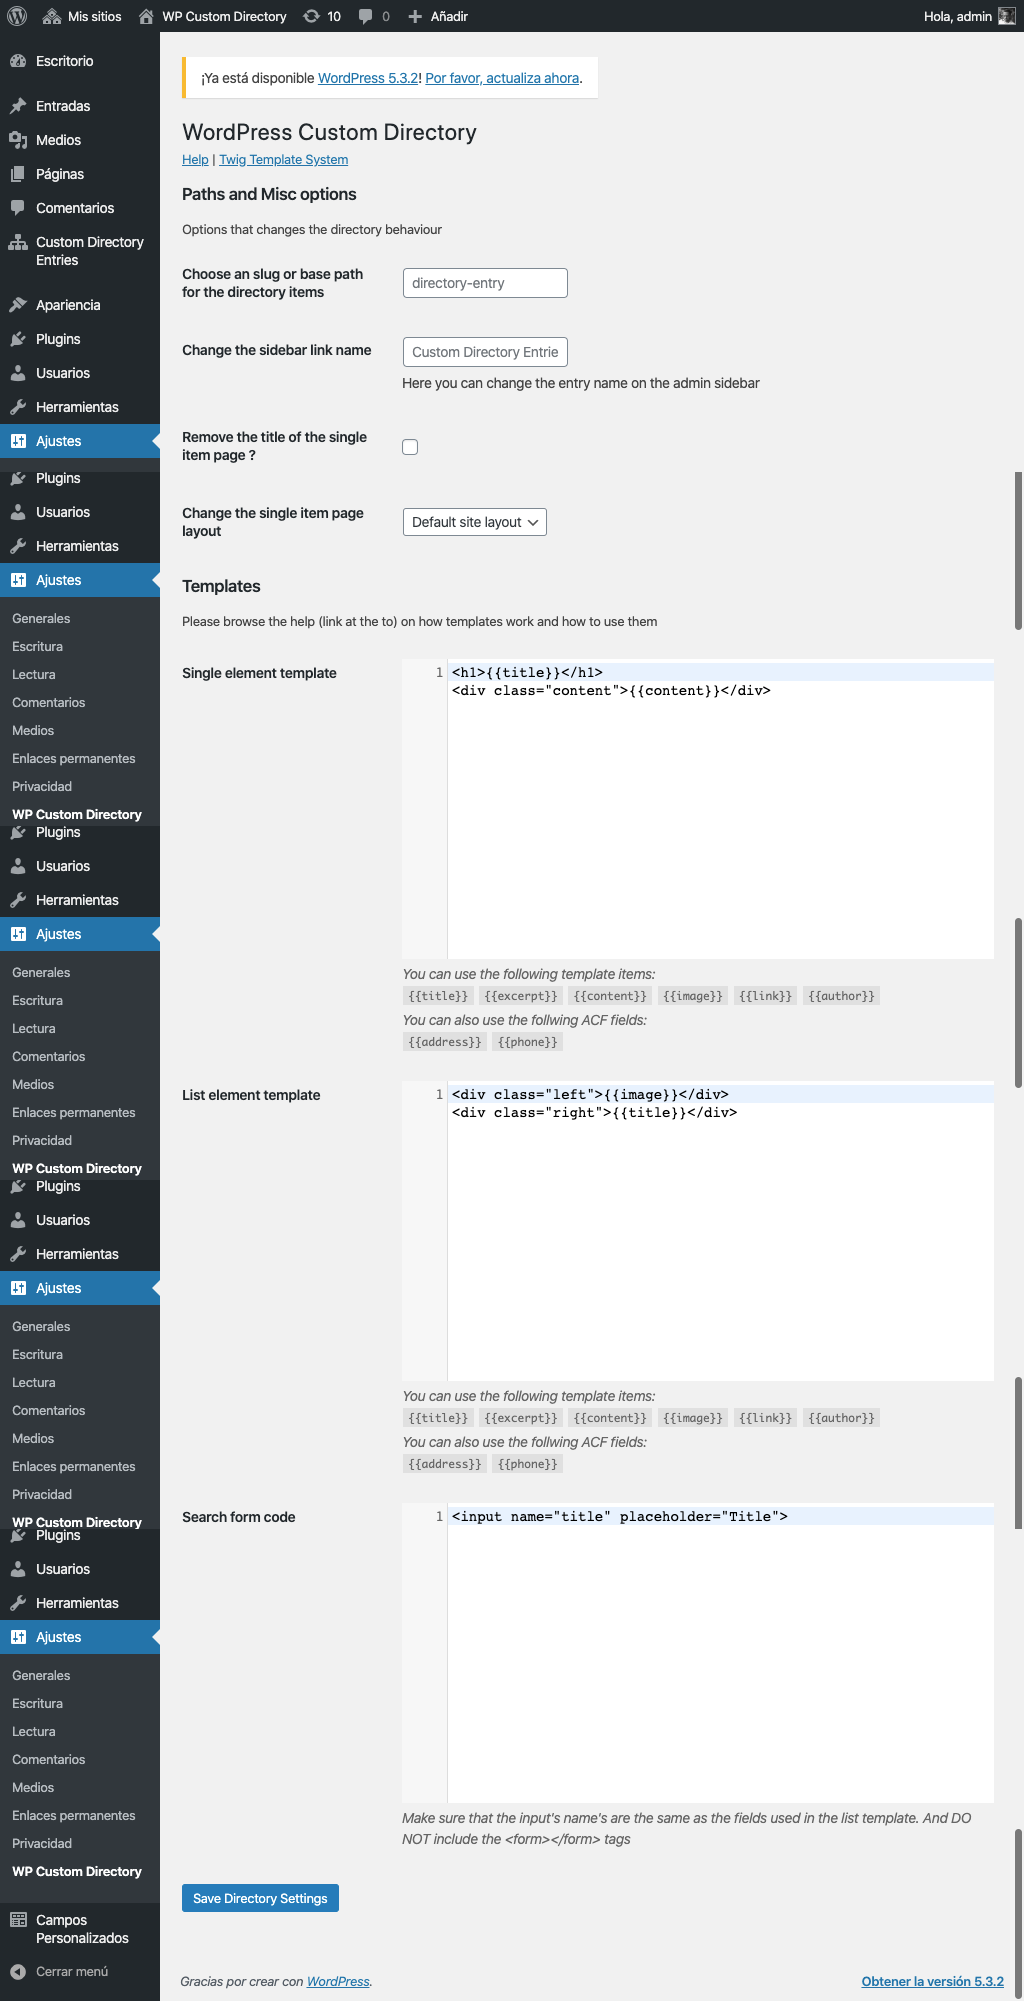 Mis sitios WP Custom Directory 10 0 Añadir Hola, admin
Escritorio
Entradas
Medios
Páginas
Comentarios
Custom Directory
Entries
Apariencia
Plugins
Usuarios
Herramientas
Ajustes
Plugins
Usuarios
Herramientas
Ajustes
Generales
Escritura
Lectura
Comentarios
Medios
Enlaces permanentes
Privacidad
WP Custom Directory
Plugins
Usuarios
Herramientas
Ajustes
Generales
Escritura
Lectura
Comentarios
Medios
Enlaces permanentes
Privacidad
WP Custom Directory
Plugins
Usuarios
Herramientas
Ajustes
Generales
Escritura
Lectura
Comentarios
Medios
Enlaces permanentes
Privacidad
WP Custom Directory
Plugins
Usuarios
Herramientas
Ajustes
Generales
Escritura
Lectura
Comentarios
Medios
Enlaces permanentes
Privacidad
WP Custom Directory
Campos
Personalizados
Cerrar menú
¡Ya está disponible WordPress 5.3.2! Por favor, actualiza ahora.
WordPress Custom Directory
Help | Twig Template System
Paths and Misc options
Options that changes the directory behaviour
Choose an slug or base path
for the directory items
directory-entry
Change the sidebar link name
Custom Directory Entrie
Here you can change the entry name on the admin sidebar
Remove the title of the single
item page ?
Change the single item page
layout
Default site layout
Templates
Please browse the help (link at the to) on how templates work and how to use them
Single element template
1 <h1>{{title}}</h1>
<div class="content">{{content}}</div>
You can use the following template items:
{{title}} {{excerpt}} {{content}} {{image}} {{link}} {{author}}
You can also use the follwing ACF fields:
{{address}} {{phone}}
List element template
1 <div class="left">{{image}}</div>
<div class="right">{{title}}</div>
You can use the following template items:
{{title}} {{excerpt}} {{content}} {{image}} {{link}} {{author}}
You can also use the follwing ACF fields:
{{address}} {{phone}}
Search form code
1 <input name="title" placeholder="Title">
Make sure that the input's name's are the same as the fields used in the list template. And DO
NOT include the <form></form> tags
Save Directory Settings
Gracias por crear con WordPress.
Obtener la versión 5.3.2